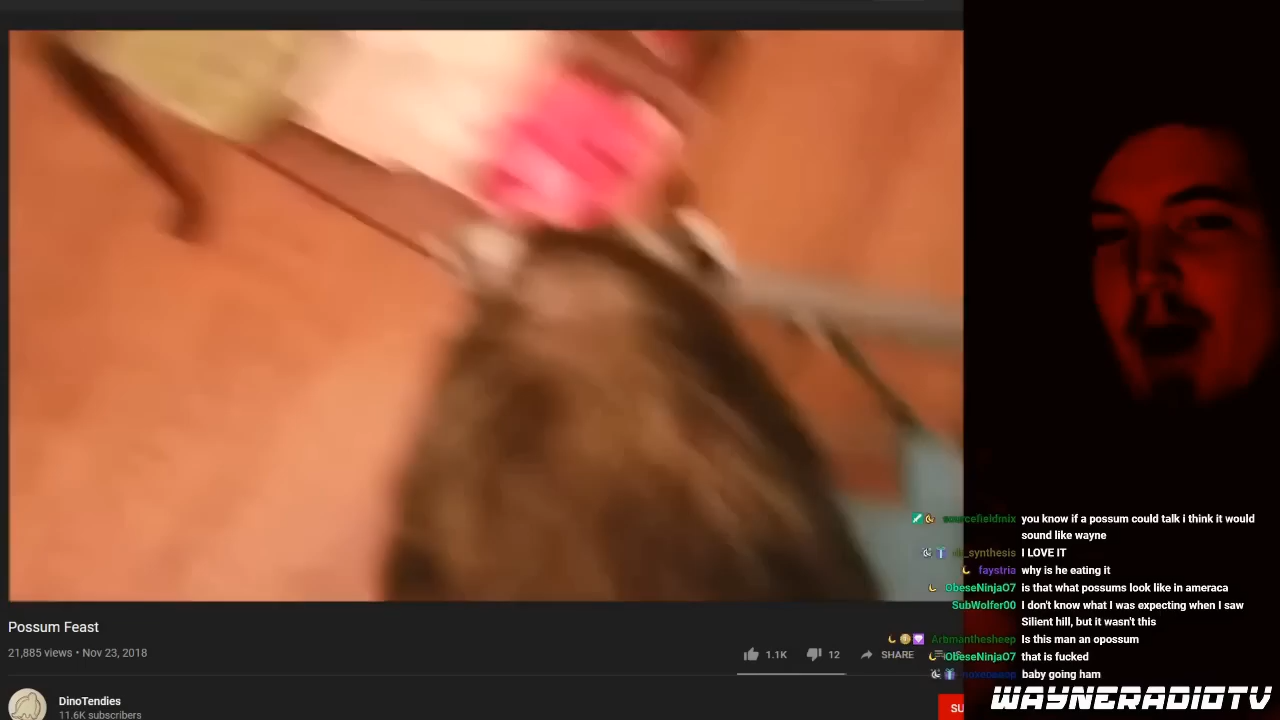 Possum Feast
21,885 views • Nov 23, 2018
1.1K
12
SHARE
DinoTendies
11.6K subscribers
SU
sourcefieldmix you know if a possum could talk i think it would
sound like wayne
I LOVE IT
faystria why is he eating it
ObeseNinja07 is that what possums look like in ameraca
SubWolfer00 I don't know what I was expecting when I saw
Silient hill, but it wasn't this
Arbmanthesheep Is this man an opossum
ObeseNinja07 that is fucked
baby going ham
WAYNERADIOTV